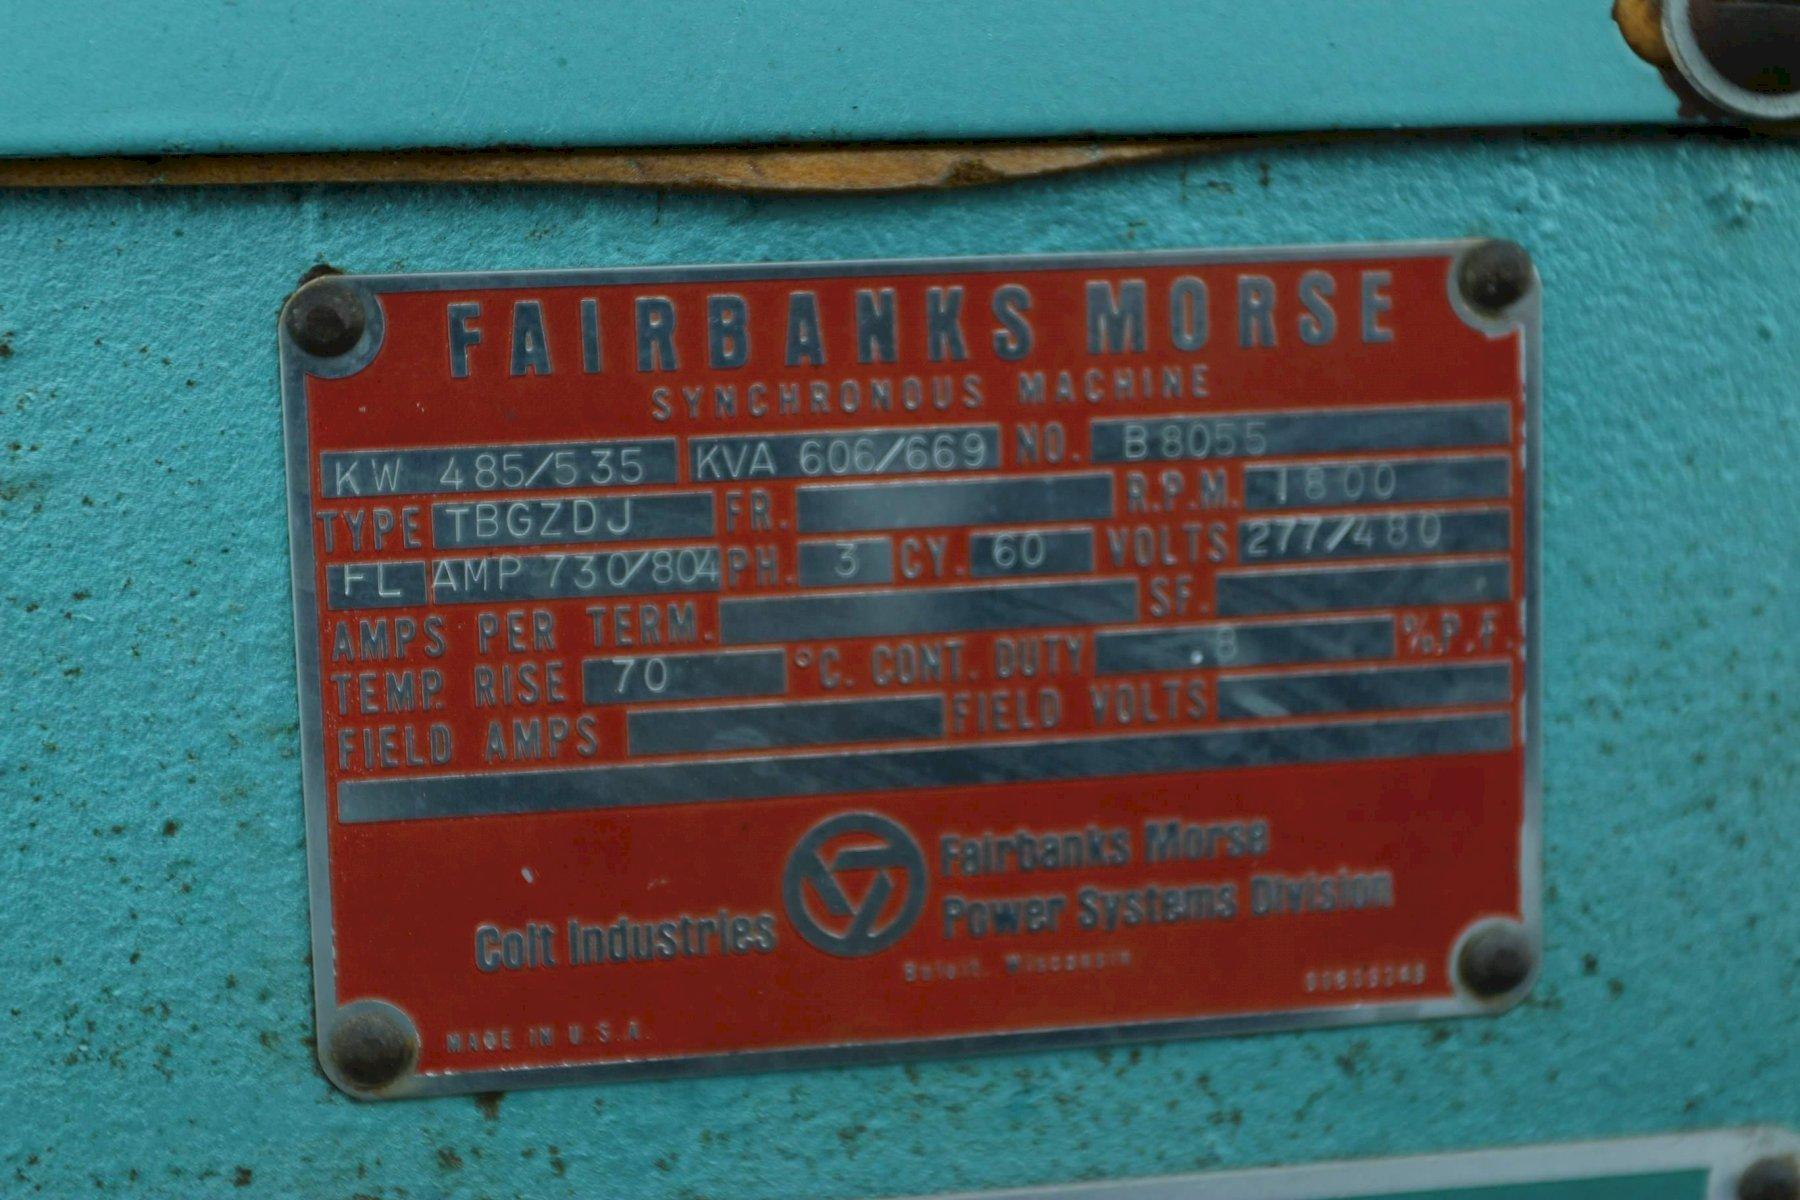 FAIRBANKS MORSE
SYNCHRONOUS MACHINE
KW 485/535 KVA 606/669 NO. B8055
TYPE TBGZDJ FR. R.P.M. 1800
FL AMP 730/804 PH. 3 CY. 60 VOLTS 277/480
AMPS PER TERM. SF.
TEMP. RISE 70 °C. CONT. DUTY .8 % P.F.
FIELD AMPS FIELD VOLTS
Fairbanks Morse
Colt Industries Power Systems Division
Beloit, Wisconsin
MADE IN U.S.A.